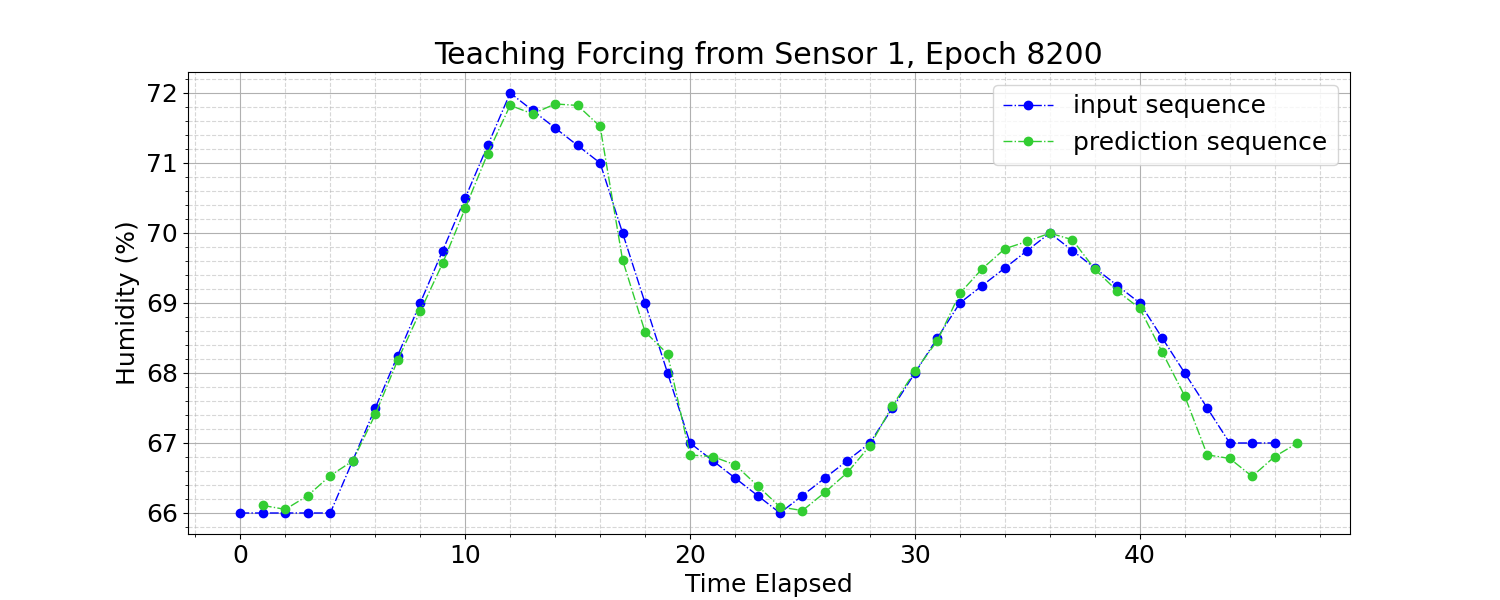 Teaching Forcing from Sensor 1, Epoch 8200
input sequence
prediction sequence
Humidity (%)
72
71
70
69
68
67
66
0 10 20 30 40
Time Elapsed